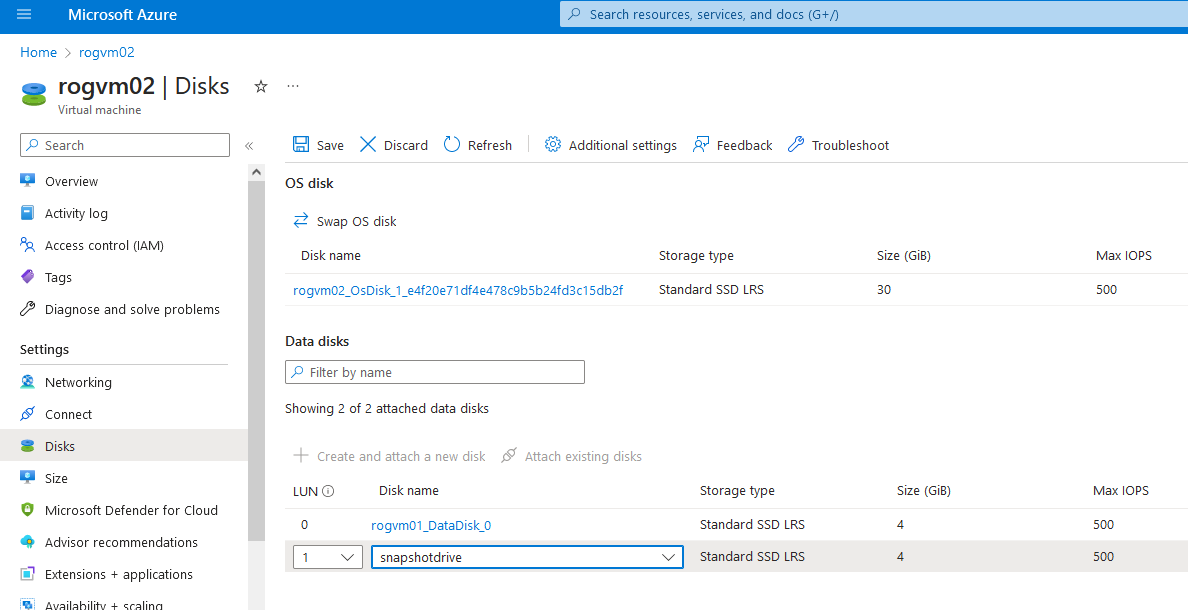 Microsoft Azure
Search resources, services, and docs (G+/)
Home > rogvm02
rogvm02 | Disks
Virtual machine
Search
Overview
Activity log
Access control (IAM)
Tags
Diagnose and solve problems
Settings
Networking
Connect
Disks
Size
Microsoft Defender for Cloud
Advisor recommendations
Extensions + applications
Availability + scaling
Save Discard Refresh Additional settings Feedback Troubleshoot
OS disk
Swap OS disk
Disk name Storage type Size (GiB) Max IOPS
rogvm02_OsDisk_1_e4f20e71df4e478c9b5b24fd3c15db2f Standard SSD LRS 30 500
Data disks
Filter by name
Showing 2 of 2 attached data disks
Create and attach a new disk Attach existing disks
LUN Disk name Storage type Size (GiB) Max IOPS
0 rogvm01_DataDisk_0 Standard SSD LRS 4 500
1 snapshotdrive Standard SSD LRS 4 500